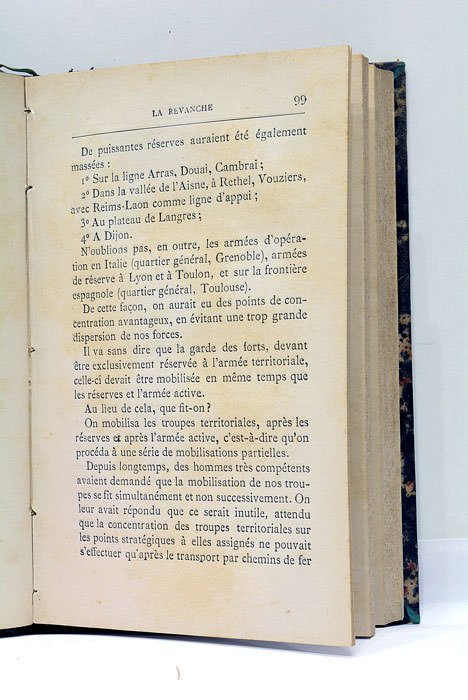 LA REVANCHE 99
De puissantes réserves auraient été également
massées :
1° Sur la ligne Arras, Douai, Cambrai ;
2° Dans la vallée de l'Aisne, à Rethel, Vouziers,
avec Reims-Laon comme ligne d'appui ;
3° Au plateau de Langres ;
4° A Dijon.
N'oublions pas, en outre, les armées d'opéra-
tion en Italie (quartier général, Grenoble), armées
de réserve à Lyon et à Toulon, et sur la frontière
espagnole (quartier général, Toulouse).
De cette façon, on aurait eu des points de con-
centration avantageux, en évitant une trop grande
dispersion de nos forces.
Il va sans dire que la garde des forts, devant
être exclusivement réservée à l'armée territoriale,
celle-ci devait être mobilisée en même temps que
les réserves et l'armée active.
Au lieu de cela, que fit-on ?
On mobilisa les troupes territoriales, après les
réserves et après l'armée active, c'est-à-dire qu'on
procéda à une série de mobilisations partielles.
Depuis longtemps, des hommes très compétents
avaient demandé que la mobilisation de nos trou-
pes se fit simultanément et non successivement. On
leur avait répondu que ce serait inutile, attendu
que la concentration des troupes territoriales sur
les points stratégiques à elles assignés ne pouvait
s'effectuer qu'après le transport par chemins de fer